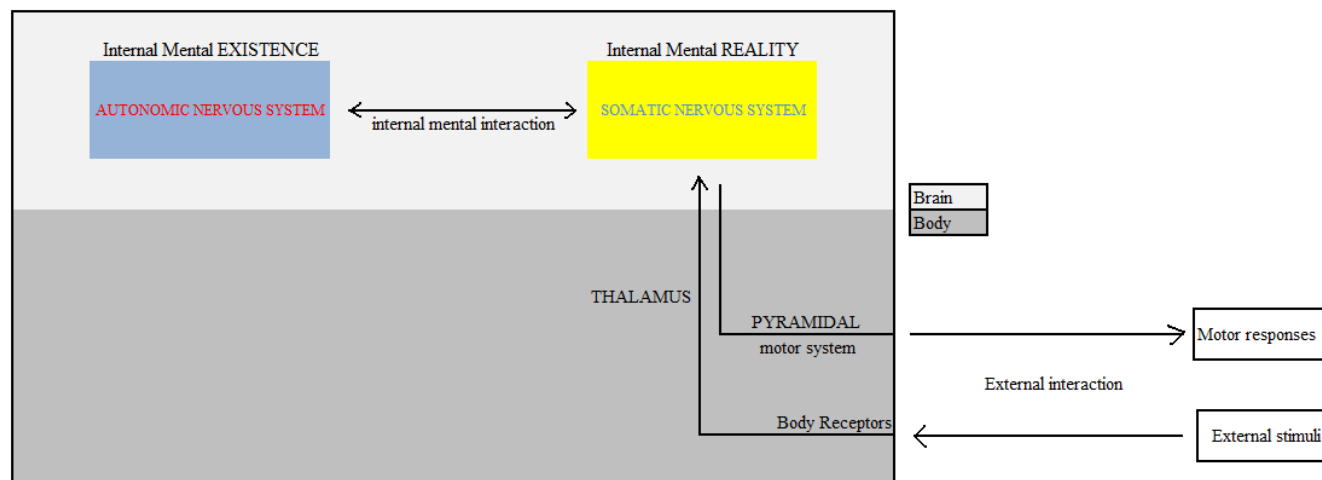 Internal Mental EXISTENCE
Internal Mental REALITY
AUTONOMIC NERVOUS SYSTEM
SOMATIC NERVOUS SYSTEM
internal mental interaction
Brain
Body
THALAMUS
PYRAMIDAL
motor system
Motor responses
External interaction
Body Receptors
External stimuli